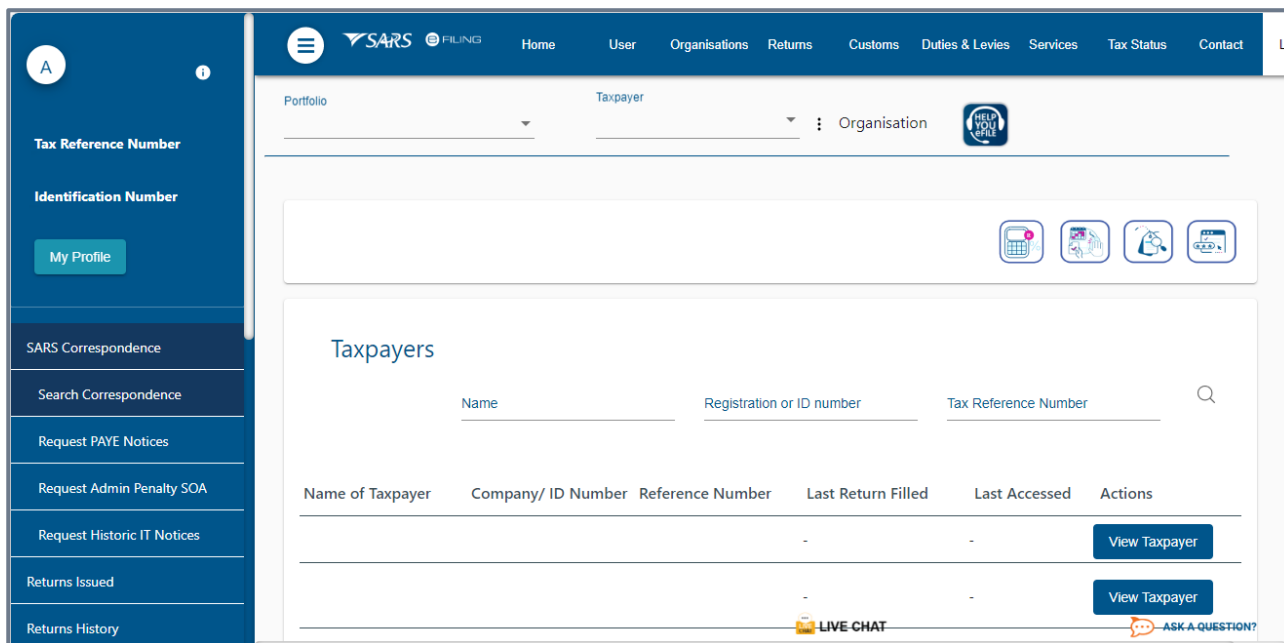 A
i
Tax Reference Number
Identification Number
My Profile
SARS Correspondence
Search Correspondence
Request PAYE Notices
Request Admin Penalty SOA
Request Historic IT Notices
Returns Issued
Returns History
SARS eFILING Home User Organisations Returns Customs Duties & Levies Services Tax Status Contact L
Portfolio Taxpayer
Organisation HELP YOU eFILE
Taxpayers
Name Registration or ID number Tax Reference Number
Name of Taxpayer Company/ ID Number Reference Number Last Return Filled Last Accessed Actions
- - View Taxpayer
- - View Taxpayer
LIVE CHAT ASK A QUESTION?